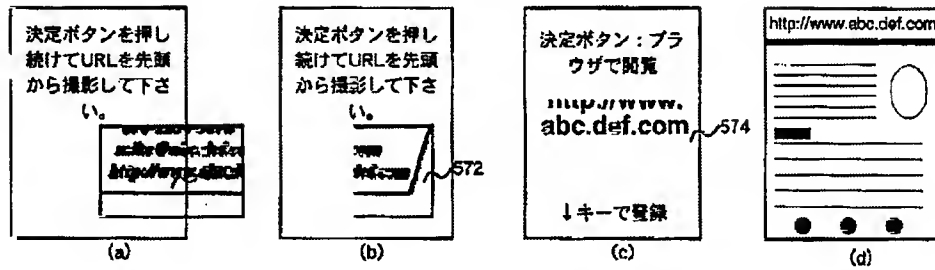 決定ボタンを押し
続けてURLを先頭
から撮影して下さ
い。
(a)
決定ボタンを押し
続けてURLを先頭
から撮影して下さ
い。
572
(b)
決定ボタン:ブラ
ウザで閲覧
http://www.
abc.def.com
574
↓キーで登録
(c)
http://www.abc.def.com
(d)